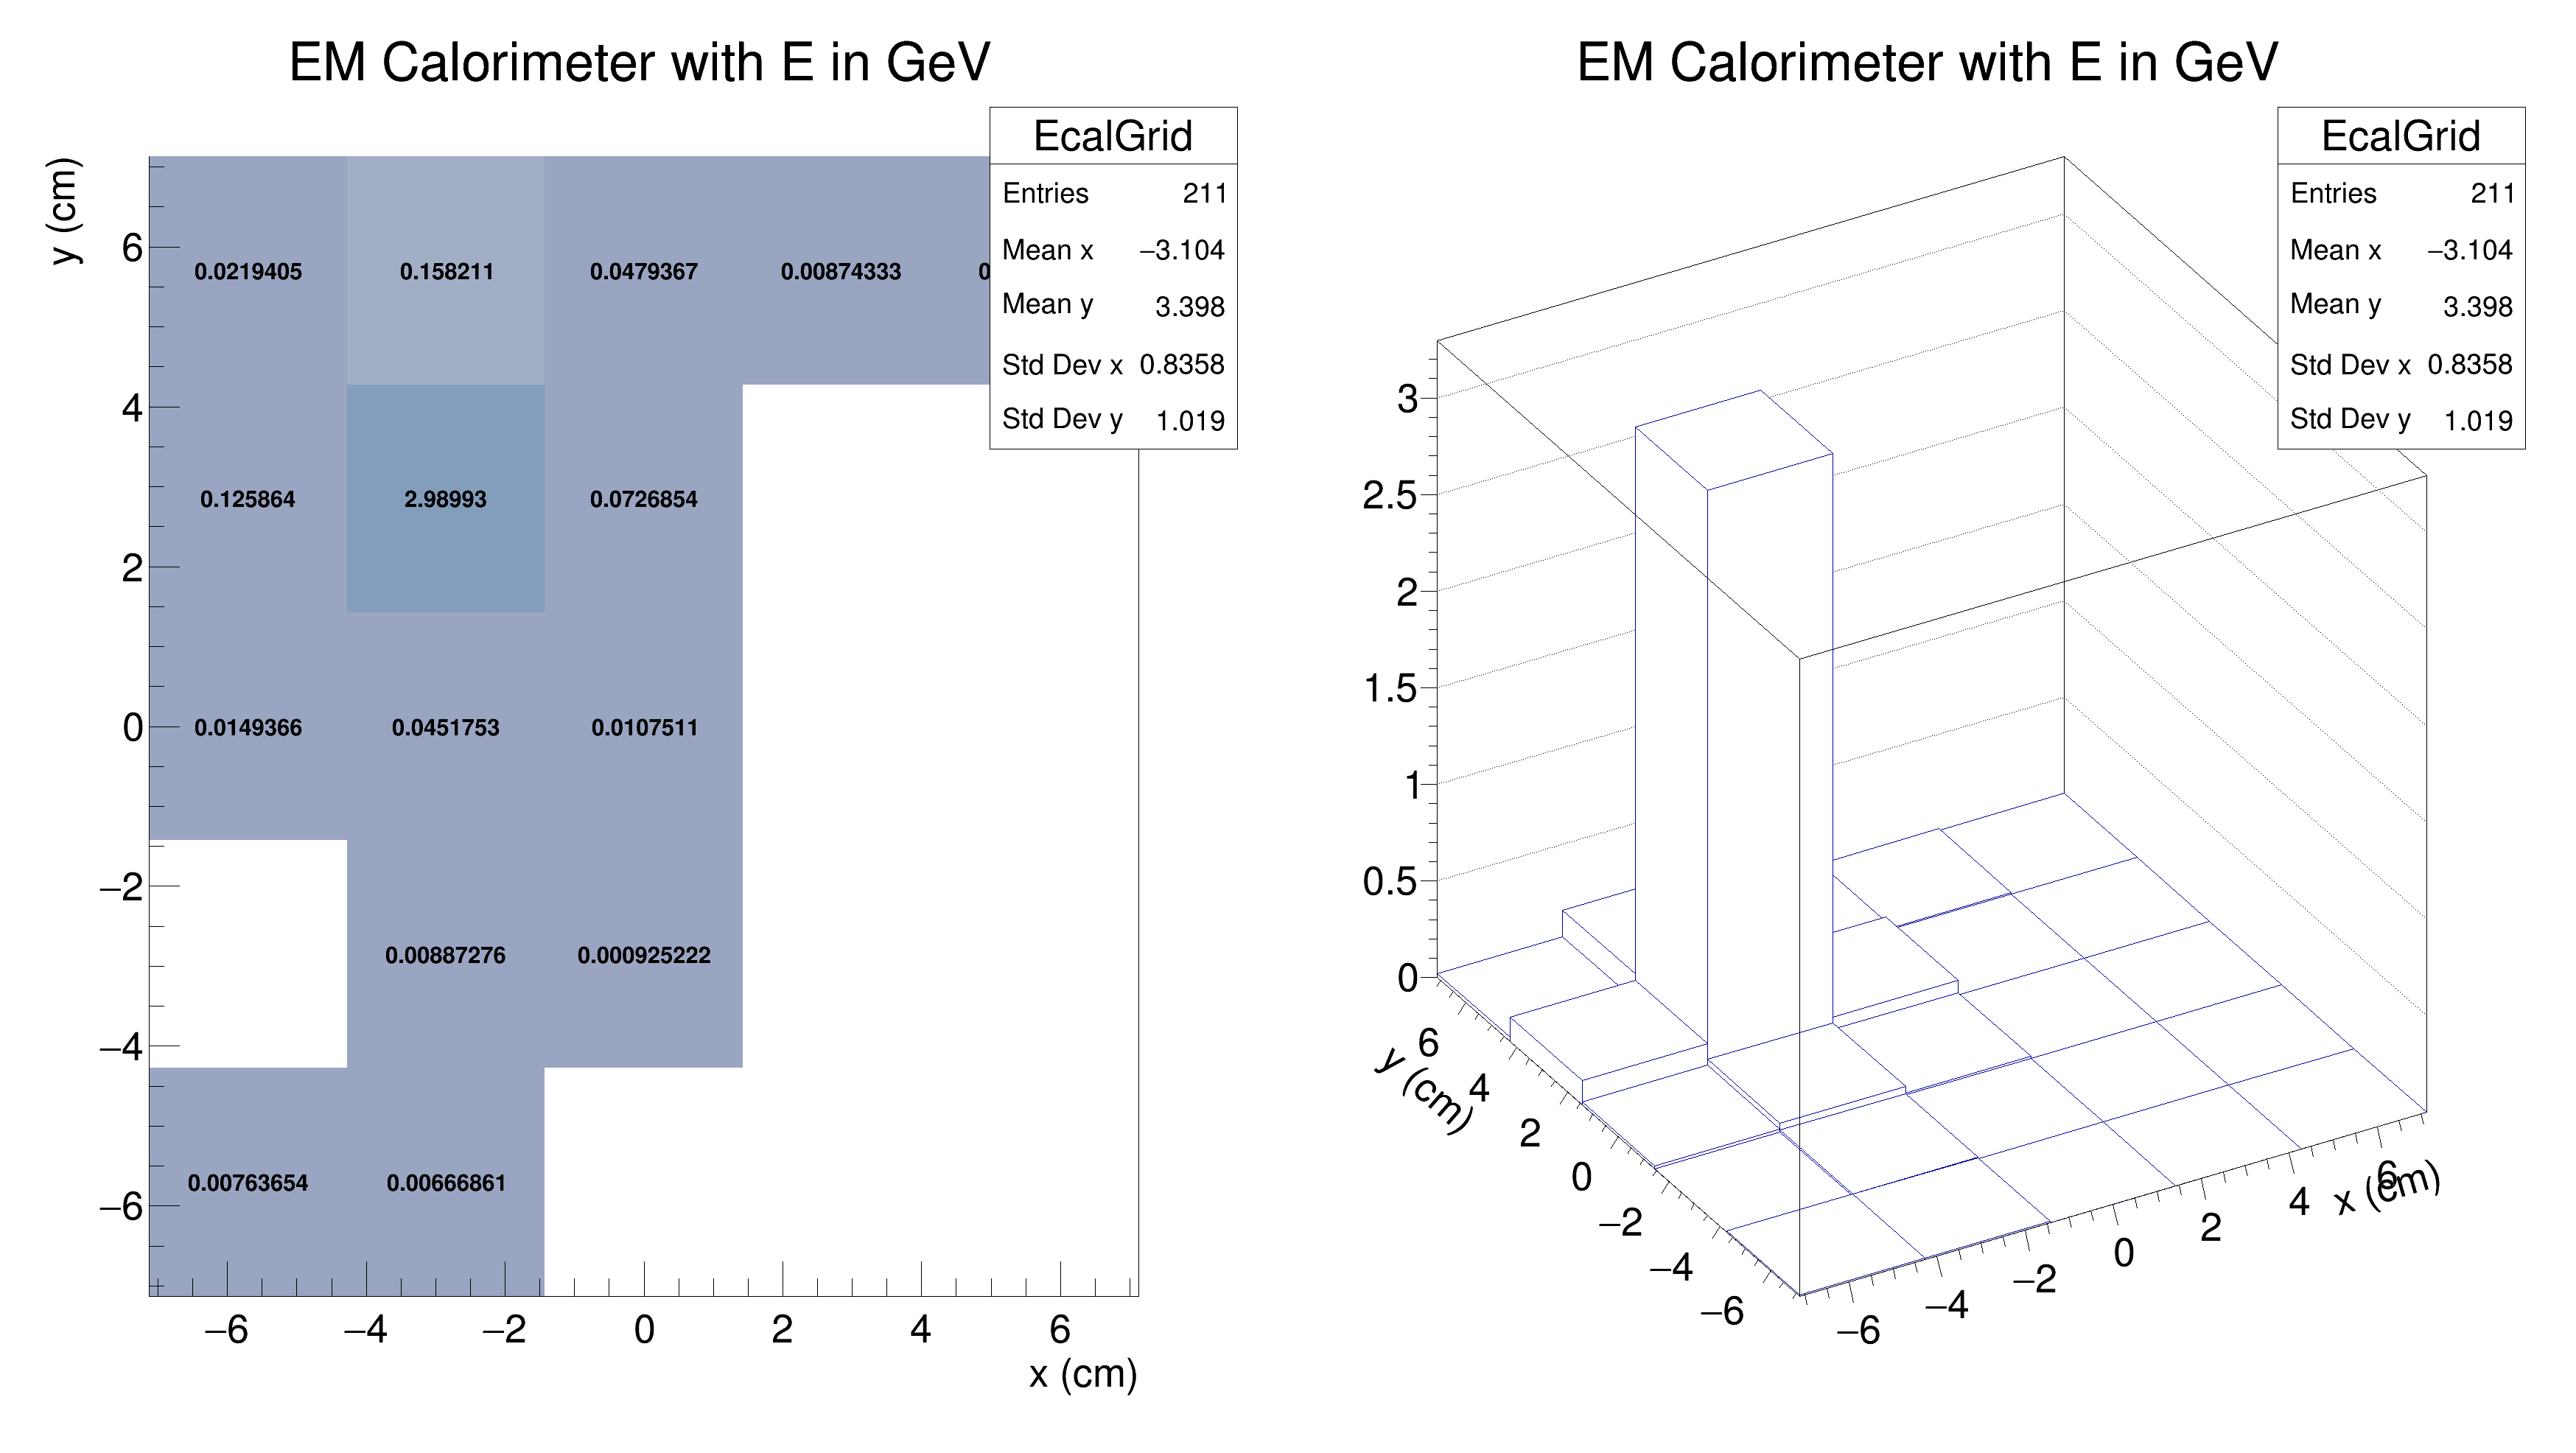 EM Calorimeter with E in GeV
EcalGrid
Entries 211
Mean x −3.104
Mean y 3.398
Std Dev x 0.8358
Std Dev y 1.019
y (cm)
6
4
2
0
−2
−4
−6
0.0219405 0.158211 0.0479367 0.00874333
0.125864 2.98993 0.0726854
0.0149366 0.0451753 0.0107511
0.00887276 0.000925222
0.00763654 0.00666861
−6 −4 −2 0 2 4 6
x (cm)
EM Calorimeter with E in GeV
EcalGrid
Entries 211
Mean x −3.104
Mean y 3.398
Std Dev x 0.8358
Std Dev y 1.019
3
2.5
2
1.5
1
0.5
0
6
4
2
0
−2
−4
−6
y (cm)
−6
−4
−2
0
2
4
6
x (cm)